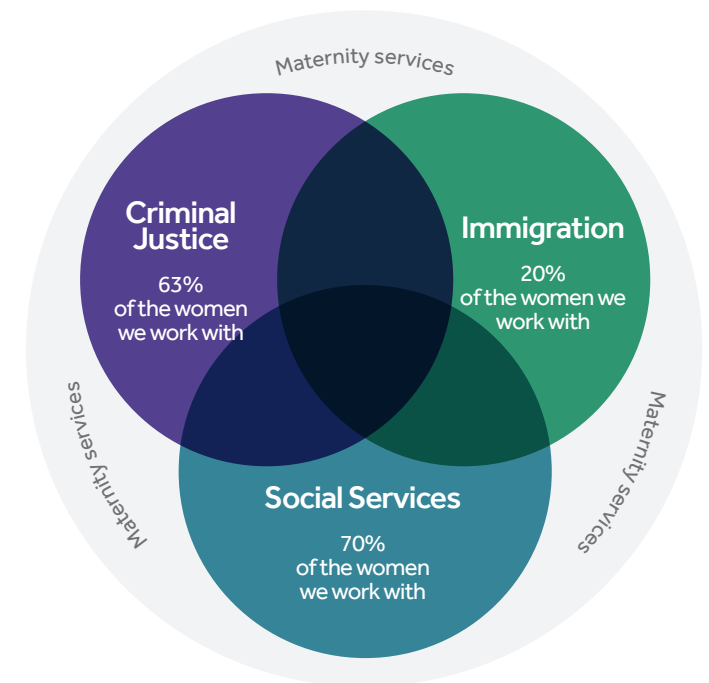 Maternity services
Criminal
Justice
63%
of the women
we work with
Immigration
20%
of the women we
work with
Maternity services
Maternity services
Social Services
70%
of the women
we work with